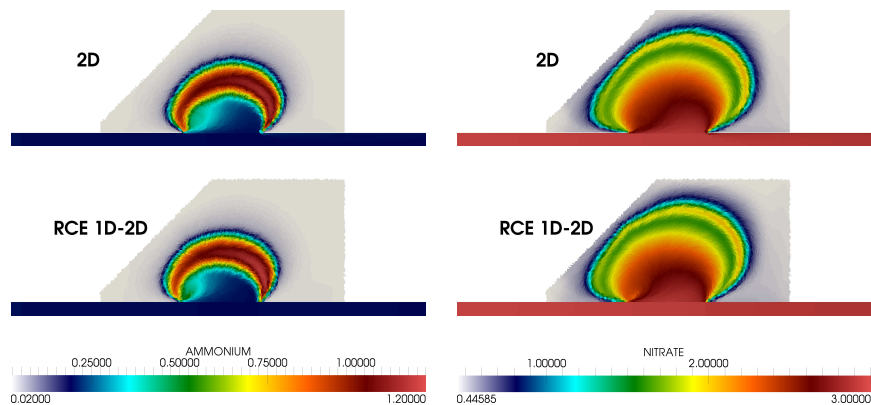 2D
2D
RCE 1D-2D
RCE 1D-2D
AMMONIUM
0.25000 0.50000 0.75000 1.00000
0.02000 1.20000
NITRATE
1.00000 2.00000
0.44585 3.00000